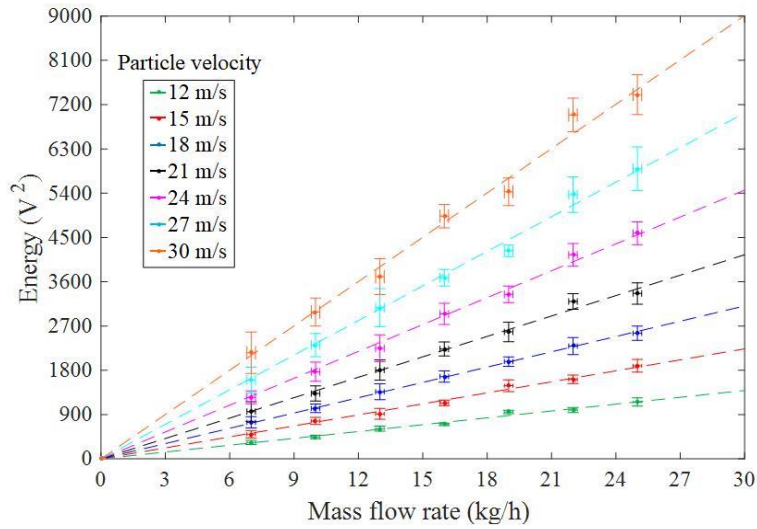 9000
8100
7200
6300
5400
4500
3600
2700
1800
900
0
Energy (V²)
Particle velocity
12 m/s
15 m/s
18 m/s
21 m/s
24 m/s
27 m/s
30 m/s
0 3 6 9 12 15 18 21 24 27 30
Mass flow rate (kg/h)